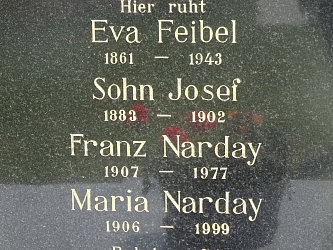 Hier ruht
Eva Feibel
1861 — 1943
Sohn Josef
1883 — 1902
Franz Narday
1907 — 1977
Maria Narday
1906 — 1999